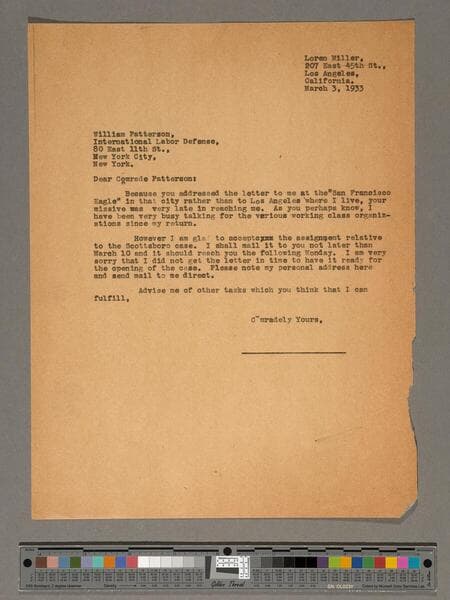 Loren Miller,
207 East 45th St.,
Los Angeles,
California.
March 3, 1933
William Patterson,
International Labor Defense,
80 East 11th St.,
New York City,
New York.
Dear Comrade Patterson:
Because you addressed the letter to me at the"San Francisco
Eagle" in that city rather than to Los Angeles where I live, your
missive was very late in reaching me. As you perhaps know, I
have been very busy talking for the various working class organiz-
ations since my return.
However I am glad to accept the assignment relative
to the Scottsboro case. I shall mail it to you not later than
March 10 and it should reach you the following Monday. I am very
sorry that I did not get the letter in time to have it ready for
the opening of the case. Please note my personal address here
and send mail to me direct.
Advise me of other tasks which you think that I can
fulfill,
Comradely Yours,
Golden Thread